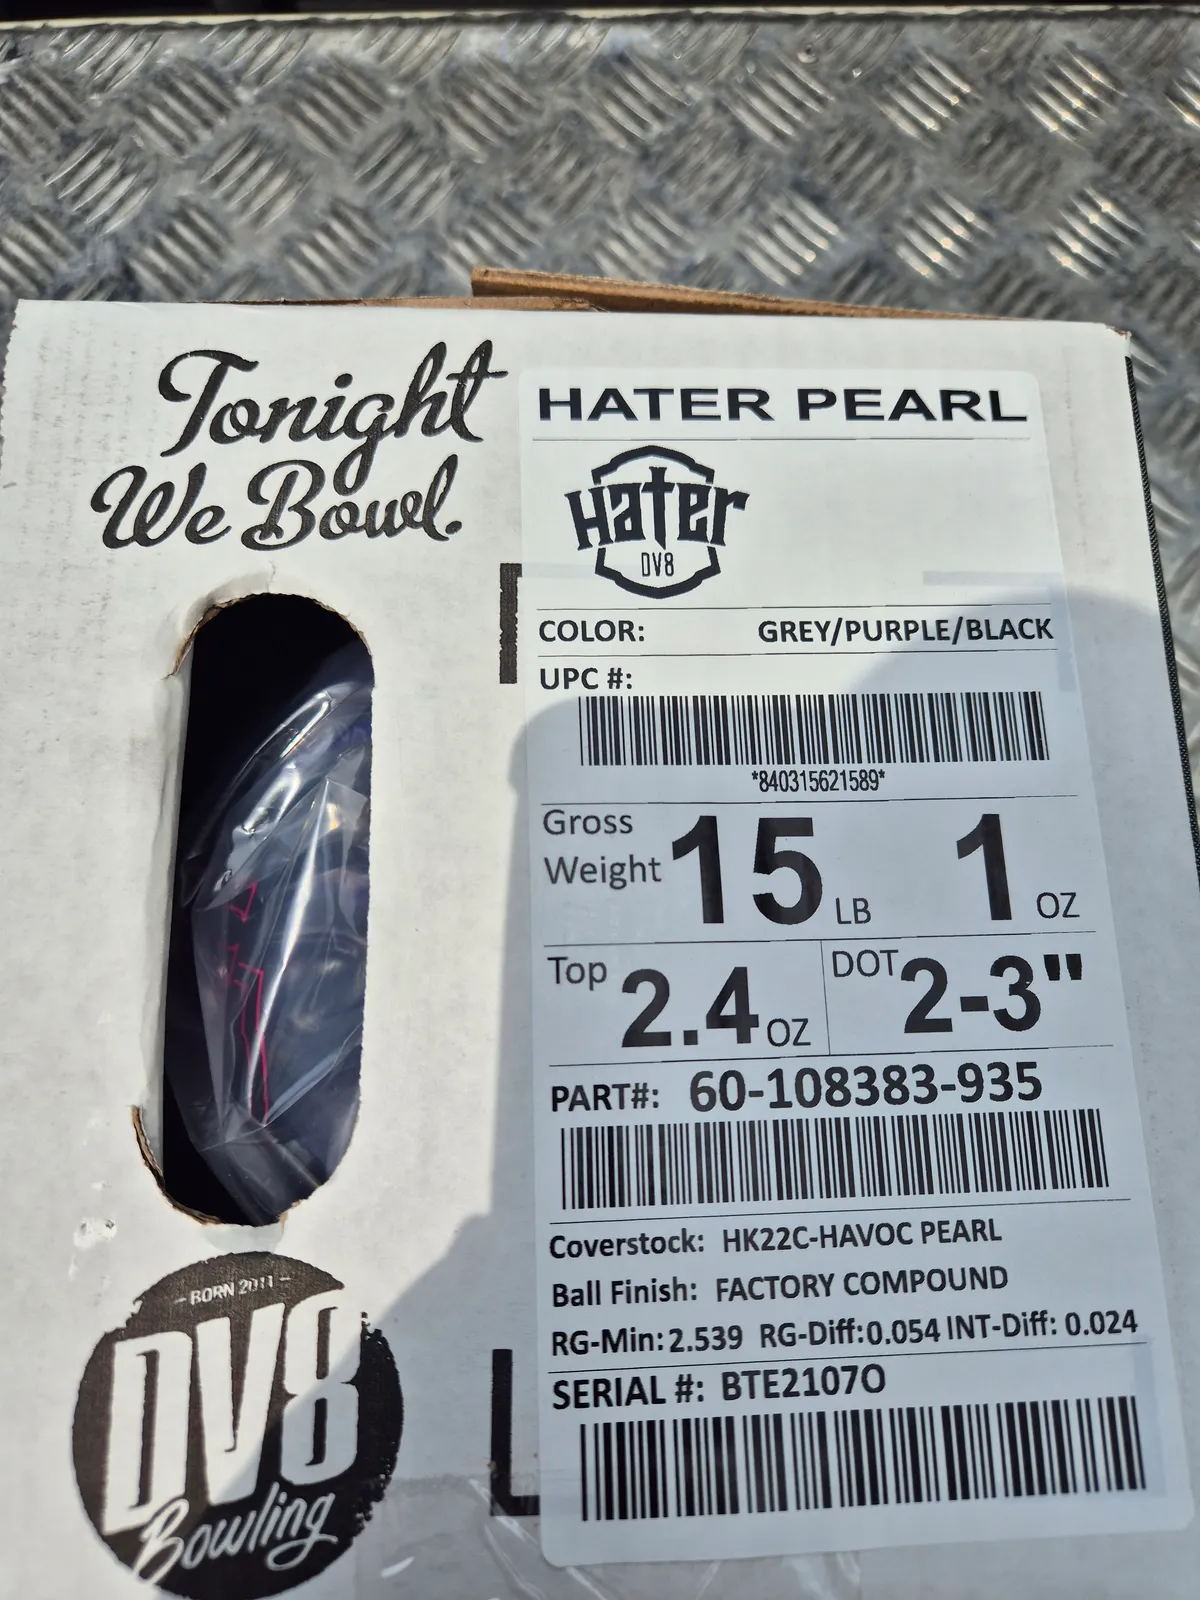 Tonight
We Bowl.
HATER PEARL
Hater
DV8
COLOR: GREY/PURPLE/BLACK
UPC #:
*840315621589*
Gross
Weight 15 LB 1 OZ
Top 2.4 OZ DOT 2-3"
PART#: 60-108383-935
Coverstock: HK22C-HAVOC PEARL
Ball Finish: FACTORY COMPOUND
RG-Min: 2.539 RG-Diff:0.054 INT-Diff: 0.024
SERIAL #: BTE2107O
– BORN 2011 –
DV8
Bowling